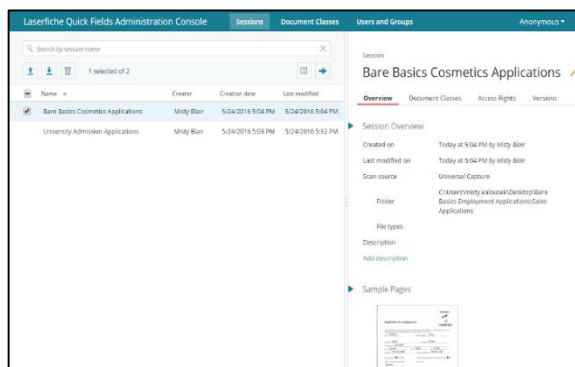 Laserfiche Quick Fields Administration Console
Sessions
Document Classes
Users and Groups
Anonymous
Search by session name
1 selected of 2
Name
Creator
Creation date
Last modified
Bare Basics Cosmetics Applications
Misty Blair
5/24/2016 5:04 PM
5/24/2016 5:04 PM
University Admission Applications
Misty Blair
5/24/2016 5:03 PM
5/24/2016 5:32 PM
Session
Bare Basics Cosmetics Applications
Overview
Document Classes
Access Rights
Versions
Session Overview
Created on
Today at 5:04 PM by Misty Blair
Last modified on
Today at 5:04 PM by Misty Blair
Scan source
Universal Capture
Folder
C:\Users\misty.kalousek\Desktop\Bare
Basics Employment Applications\Sales
Applications
File types
Description
Add description
Sample Pages